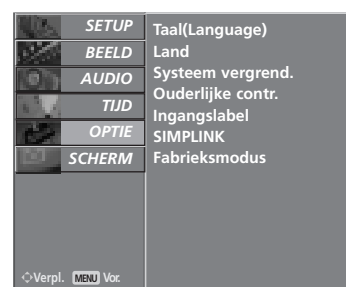 SETUP
BEELD
AUDIO
TIJD
OPTIE
SCHERM
Taal(Language)
Land
Systeem vergrend.
Ouderlijke contr.
Ingangslabel
SIMPLINK
Fabrieksmodus
Verpl. MENU Vor.